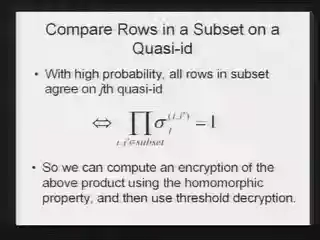 Compare Rows in a Subset on a
Quasi-id
• With high probability, all rows in subset
agree on jth quasi-id
⇔ ∏ σ_j^(i,i') = 1
i,i'∈subset
• So we can compute an encryption of the
above product using the homomorphic
property, and then use threshold decryption.